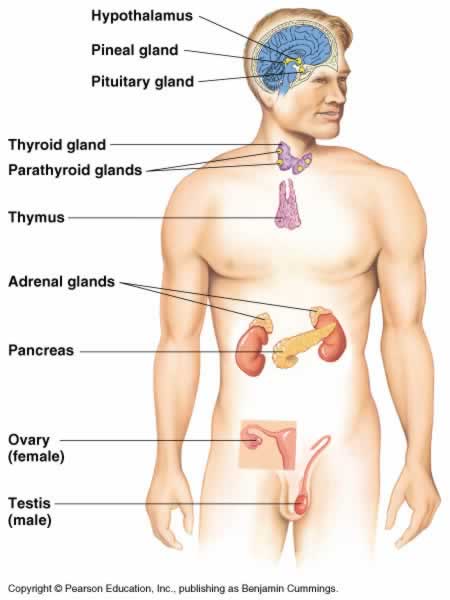 Hypothalamus
Pineal gland
Pituitary gland
Thyroid gland
Parathyroid glands
Thymus
Adrenal glands
Pancreas
Ovary
(female)
Testis
(male)
Copyright © Pearson Education, Inc., publishing as Benjamin Cummings.